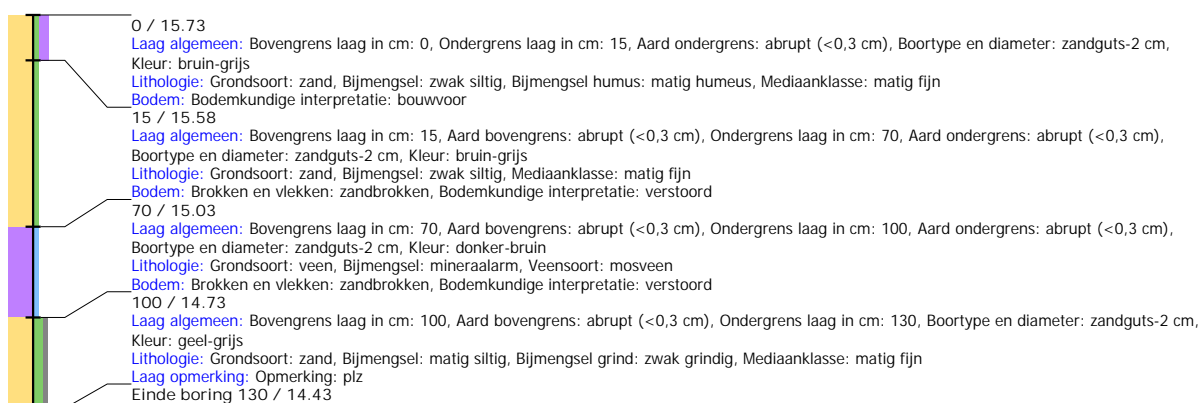 0 / 15.73
Laag algemeen: Bovengrens laag in cm: 0, Ondergrens laag in cm: 15, Aard ondergrens: abrupt (<0,3 cm), Boortype en diameter: zandguts-2 cm,
Kleur: bruin-grijs
Lithologie: Grondsoort: zand, Bijmengsel: zwak siltig, Bijmengsel humus: matig humeus, Mediaanklasse: matig fijn
Bodem: Bodemkundige interpretatie: bouwvoor
15 / 15.58
Laag algemeen: Bovengrens laag in cm: 15, Aard bovengrens: abrupt (<0,3 cm), Ondergrens laag in cm: 70, Aard ondergrens: abrupt (<0,3 cm),
Boortype en diameter: zandguts-2 cm, Kleur: bruin-grijs
Lithologie: Grondsoort: zand, Bijmengsel: zwak siltig, Mediaanklasse: matig fijn
Bodem: Brokken en vlekken: zandbrokken, Bodemkundige interpretatie: verstoord
70 / 15.03
Laag algemeen: Bovengrens laag in cm: 70, Aard bovengrens: abrupt (<0,3 cm), Ondergrens laag in cm: 100, Aard ondergrens: abrupt (<0,3 cm),
Boortype en diameter: zandguts-2 cm, Kleur: donker-bruin
Lithologie: Grondsoort: veen, Bijmengsel: mineraalarm, Veensoort: mosveen
Bodem: Brokken en vlekken: zandbrokken, Bodemkundige interpretatie: verstoord
100 / 14.73
Laag algemeen: Bovengrens laag in cm: 100, Aard bovengrens: abrupt (<0,3 cm), Ondergrens laag in cm: 130, Boortype en diameter: zandguts-2 cm,
Kleur: geel-grijs
Lithologie: Grondsoort: zand, Bijmengsel: matig siltig, Bijmengsel grind: zwak grindig, Mediaanklasse: matig fijn
Laag opmerking: Opmerking: plz
Einde boring 130 / 14.43